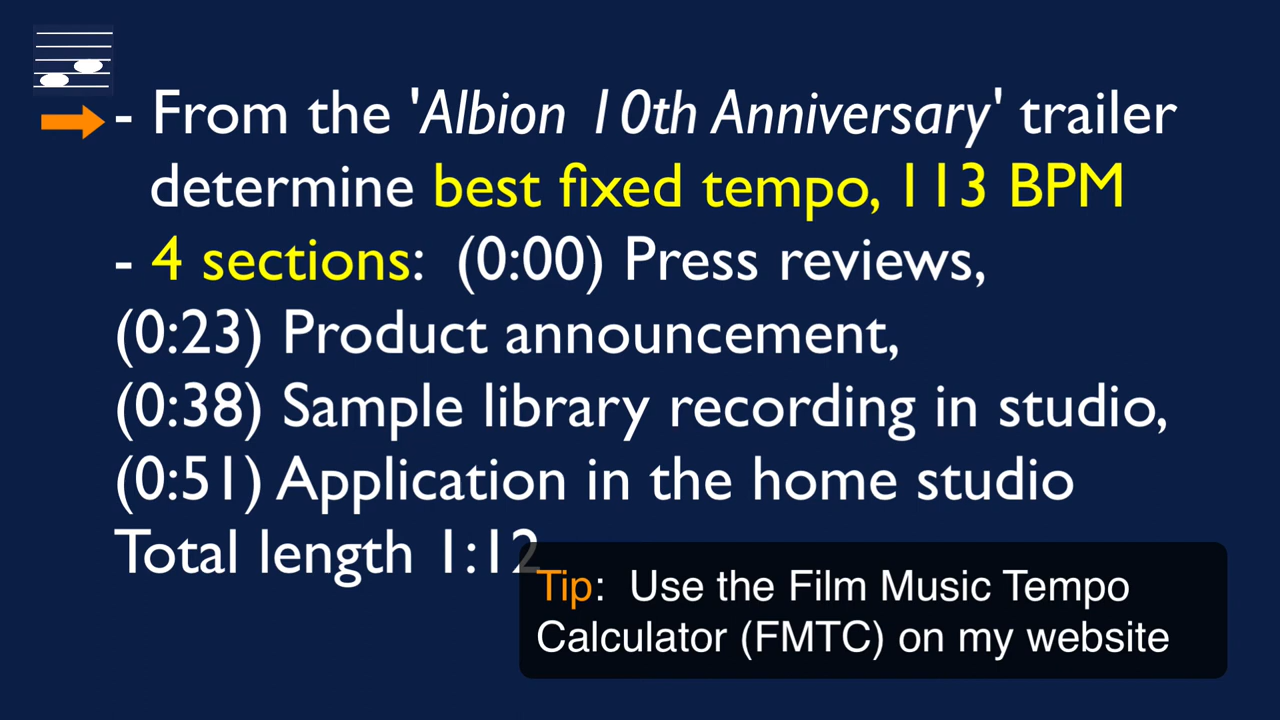 - From the 'Albion 10th Anniversary' trailer
determine best fixed tempo, 113 BPM
- 4 sections: (0:00) Press reviews,
(0:23) Product announcement,
(0:38) Sample library recording in studio,
(0:51) Application in the home studio
Total length 1:12
Tip: Use the Film Music Tempo
Calculator (FMTC) on my website